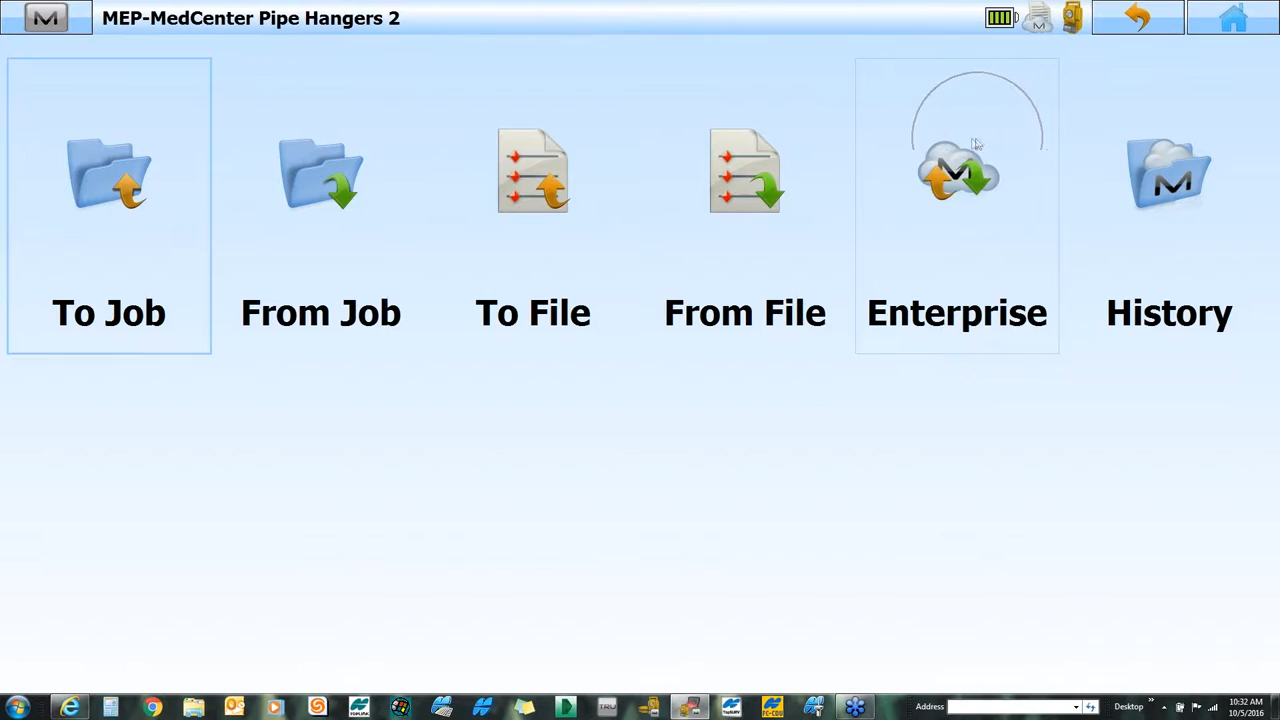 MEP-MedCenter Pipe Hangers 2
To Job
From Job
To File
From File
Enterprise
History
Address
Desktop
10:32 AM
10/5/2016